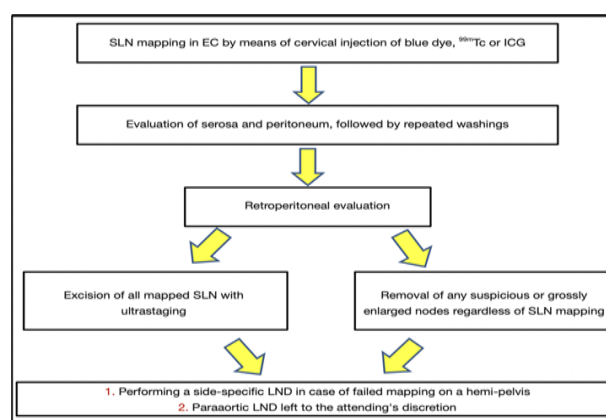 SLN mapping in EC by means of cervical injection of blue dye, ⁹⁹ᵐTc or ICG
Evaluation of serosa and peritoneum, followed by repeated washings
Retroperitoneal evaluation
Excision of all mapped SLN with
ultrastaging
Removal of any suspicious or grossly
enlarged nodes regardless of SLN mapping
1. Performing a side-specific LND in case of failed mapping on a hemi-pelvis
2. Paraaortic LND left to the attending's discretion